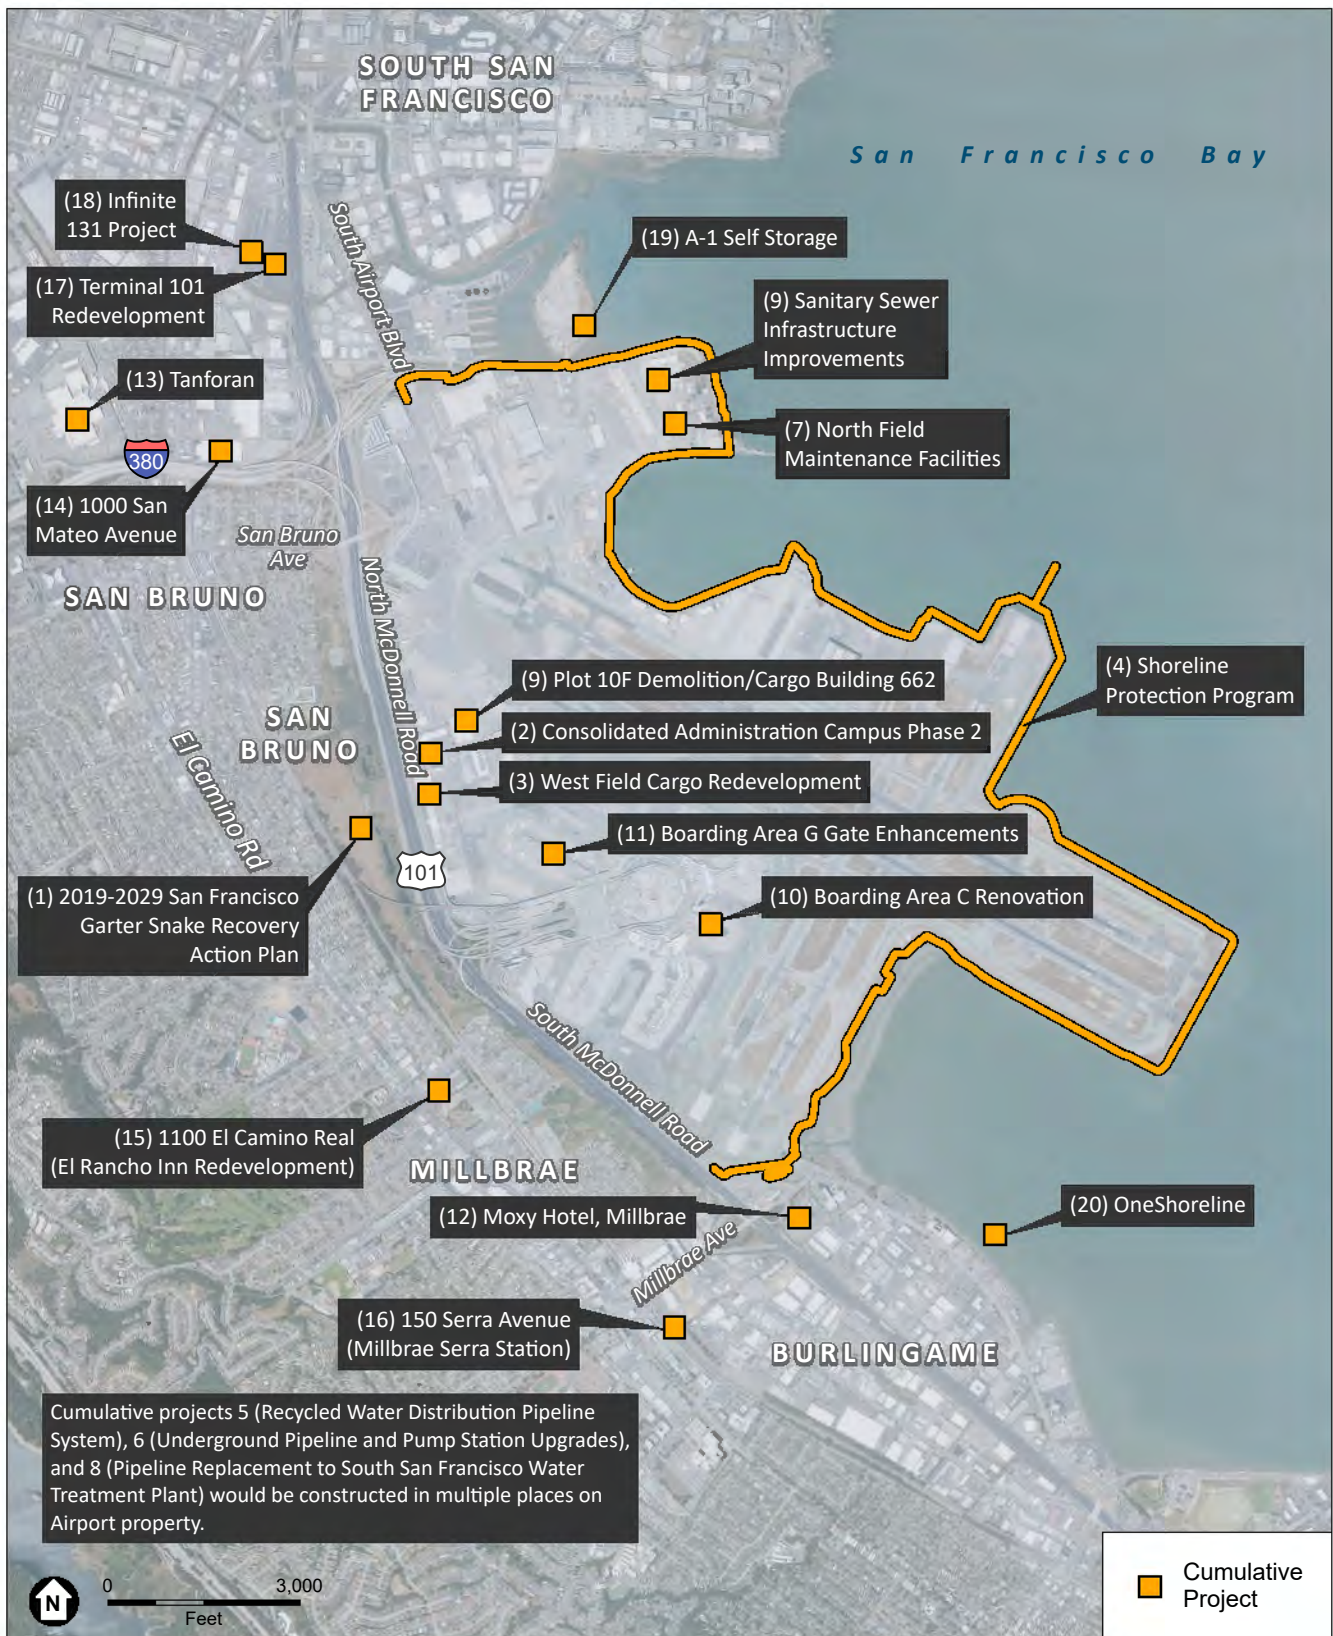 SOUTH SAN
FRANCISCO
San Francisco Bay
(18) Infinite
131 Project
South Airport Blvd
(19) A-1 Self Storage
(17) Terminal 101
Redevelopment
(9) Sanitary Sewer
Infrastructure
Improvements
(13) Tanforan
380
(7) North Field
Maintenance Facilities
(14) 1000 San
Mateo Avenue
San Bruno
Ave
SAN BRUNO
North McDonnell Road
(9) Plot 10F Demolition/Cargo Building 662
(4) Shoreline
Protection Program
SAN
BRUNO
(2) Consolidated Administration Campus Phase 2
El Camino Rd
(3) West Field Cargo Redevelopment
(11) Boarding Area G Gate Enhancements
101
(1) 2019-2029 San Francisco
Garter Snake Recovery
Action Plan
(10) Boarding Area C Renovation
South McDonnell Road
(15) 1100 El Camino Real
(El Rancho Inn Redevelopment)
MILLBRAE
(12) Moxy Hotel, Millbrae
(20) OneShoreline
Millbrae Ave
(16) 150 Serra Avenue
(Millbrae Serra Station)
BURLINGAME
Cumulative projects 5 (Recycled Water Distribution Pipeline
System), 6 (Underground Pipeline and Pump Station Upgrades),
and 8 (Pipeline Replacement to South San Francisco Water
Treatment Plant) would be constructed in multiple places on
Airport property.
N
0 3,000
Feet
Cumulative
Project